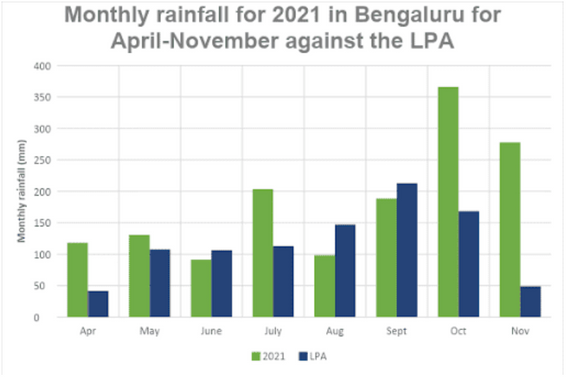 Monthly rainfall for 2021 in Bengaluru for
April-November against the LPA
Monthly rainfall (mm)
400
350
300
250
200
150
100
50
0
Apr May June July Aug Sept Oct Nov
2021 LPA